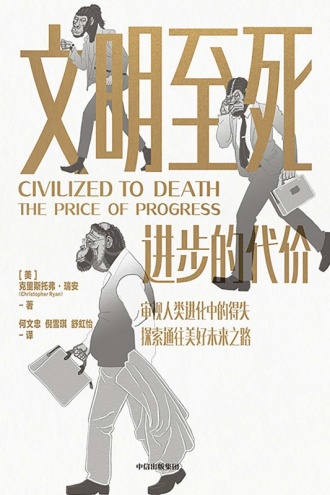 文明至死
CIVILIZED TO DEATH
THE PRICE OF PROGRESS
进步的代价
[美]
克里斯托弗·瑞安
(Christopher Ryan)
-著
何文忠 倪雪琪 舒虹怡
-译
审视人类进化中的得失
探索通往美好未来之路
中信出版集团